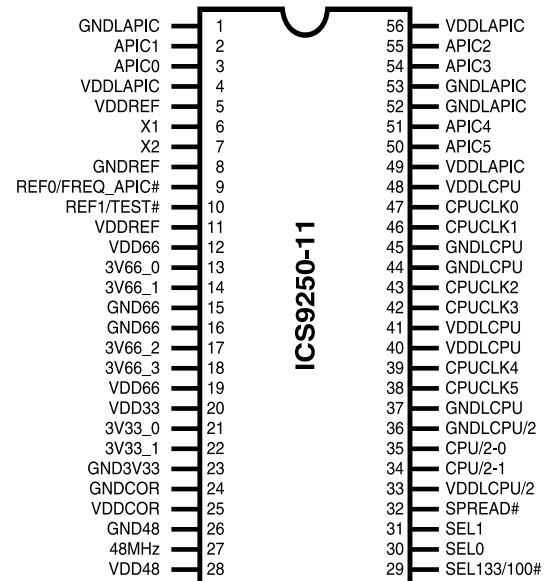 GNDLAPIC 1 56 VDDLAPIC
APIC1 2 55 APIC2
APIC0 3 54 APIC3
VDDLAPIC 4 53 GNDLAPIC
VDDREF 5 52 GNDLAPIC
X1 6 51 APIC4
X2 7 50 APIC5
GNDREF 8 49 VDDLAPIC
REF0/FREQ_APIC# 9 48 VDDLCPU
REF1/TEST# 10 47 CPUCLK0
VDDREF 11 46 CPUCLK1
VDD66 12 45 GNDLCPU
3V66_0 13 44 GNDLCPU
3V66_1 14 43 CPUCLK2
GND66 15 42 CPUCLK3
GND66 16 41 VDDLCPU
3V66_2 17 40 VDDLCPU
3V66_3 18 39 CPUCLK4
VDD66 19 38 CPUCLK5
VDD33 20 37 GNDLCPU
3V33_0 21 36 GNDLCPU/2
3V33_1 22 35 CPU/2-0
GND3V33 23 34 CPU/2-1
GNDCOR 24 33 VDDLCPU/2
VDDCOR 25 32 SPREAD#
GND48 26 31 SEL1
48MHz 27 30 SEL0
VDD48 28 29 SEL133/100#
ICS9250-11